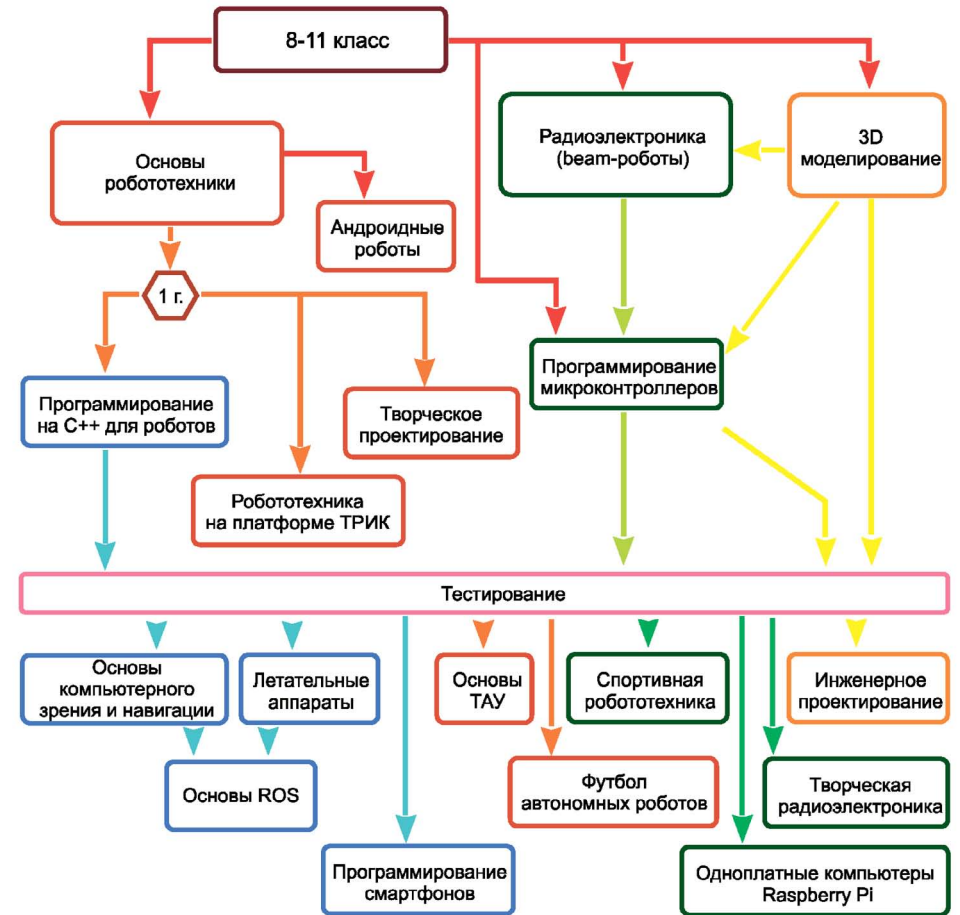 8-11 класс
Основы
робототехники
Радиоэлектроника
(beam-роботы)
3D
моделирование
Андроидные
роботы
1 г.
Программирование
на C++ для роботов
Творческое
проектирование
Программирование
микроконтроллеров
Робототехника
на платформе ТРИК
Тестирование
Основы
компьютерного
зрения и навигации
Летательные
аппараты
Основы
ТАУ
Спортивная
робототехника
Инженерное
проектирование
Основы ROS
Футбол
автономных роботов
Творческая
радиоэлектроника
Программирование
смартфонов
Одноплатные компьютеры
Raspberry Pi